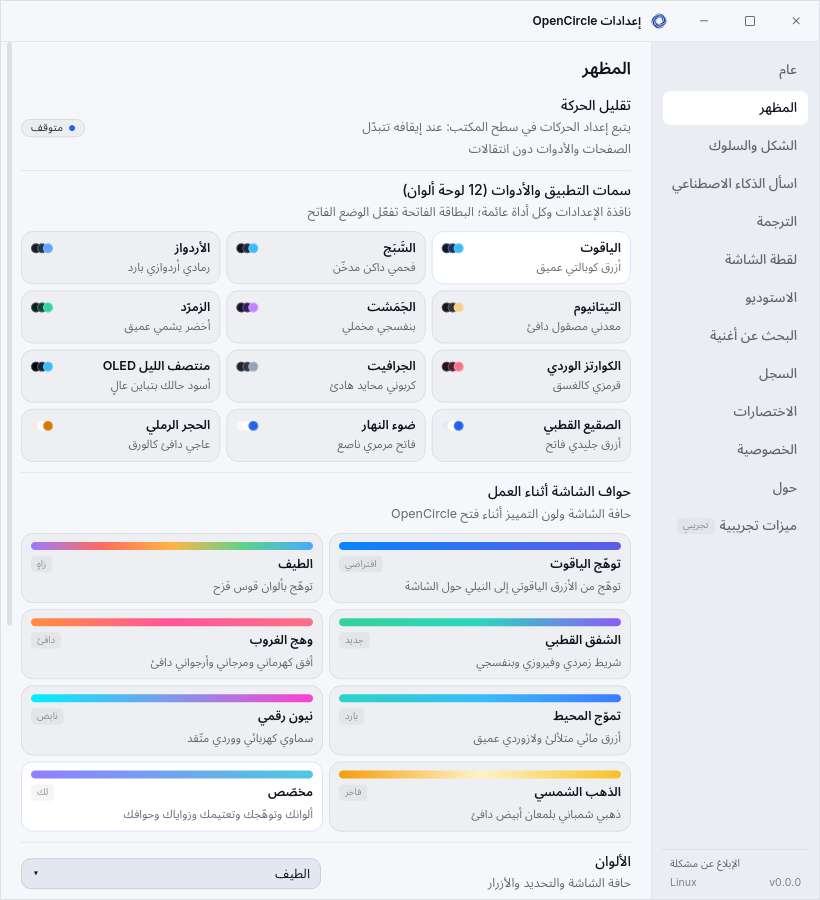 إعدادات OpenCircle
عام
المظهر
الشكل والسلوك
اسأل الذكاء الاصطناعي
الترجمة
لقطة الشاشة
الاستوديو
البحث عن أغنية
السجل
الاختصارات
الخصوصية
حول
ميزات تجريبية تجريبي
الإبلاغ عن مشكلة
v0.0.0 Linux
المظهر
تقليل الحركة
يتبع إعداد الحركات في سطح المكتب: عند إيقافه تتبدّل
الصفحات والأدوات دون انتقالات
متوقف
سمات التطبيق والأدوات (12 لوحة ألوان)
نافذة الإعدادات وكل أداة عائمة؛ البطاقة الفاتحة تفعّل الوضع الفاتح
الياقوت
أزرق كوبالتي عميق
السَّبَج
فحمي داكن مدخّن
الأردواز
رمادي أردوازي بارد
التيتانيوم
معدني مصقول دافئ
الجَمَشت
بنفسجي مخملي
الزمرّد
أخضر يشمي عميق
الكوارتز الوردي
قرمزي كالغسق
الجرافيت
كربوني محايد هادئ
منتصف الليل OLED
أسود حالك بتباين عالٍ
الصقيع القطبي
أزرق جليدي فاتح
ضوء النهار
فاتح مرمري ناصع
الحجر الرملي
عاجي دافئ كالورق
حواف الشاشة أثناء العمل
حافة الشاشة ولون التمييز أثناء فتح OpenCircle
توهّج الياقوت افتراضي
توهّج من الأزرق الياقوتي إلى النيلي حول الشاشة
الطيف زاهٍ
توهّج بألوان قوس قزح
الشفق القطبي جديد
شريط زمردي وفيروزي وبنفسجي
وهج الغروب دافئ
أفق كهرماني ومرجاني وأرجواني دافئ
تموّج المحيط بارد
أزرق مائي متلألئ ولازوردي عميق
نيون رقمي نابض
سماوي كهربائي ووردي متّقد
الذهب الشمسي فاخر
ذهبي شمباني بلمعان أبيض دافئ
مخصّص لك
ألوانك وتوهّجك وتعتيمك وزواياك وحوافك
الألوان
حافة الشاشة والتحديد والأزرار
الطيف